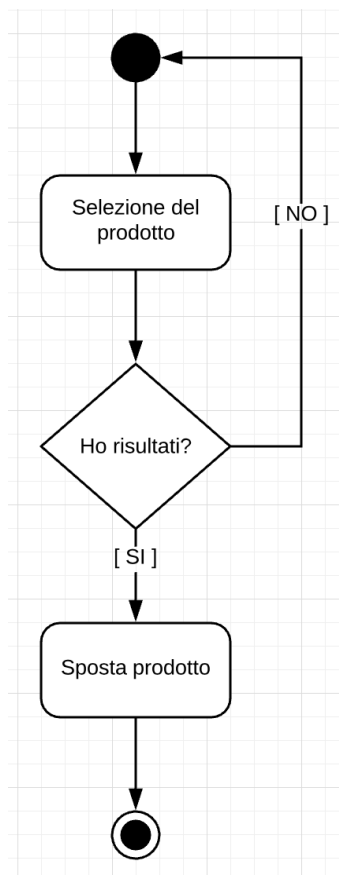 Selezione del
prodotto
[ NO ]
Ho risultati?
[ SI ]
Sposta prodotto